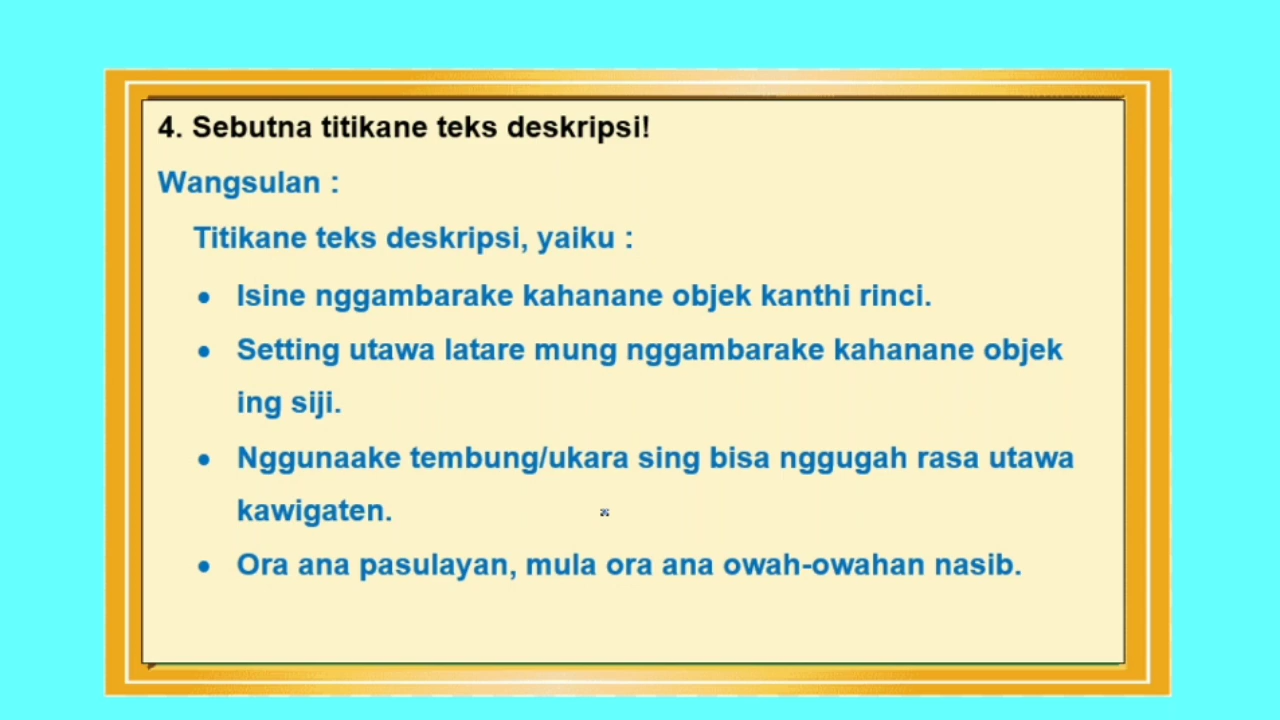 4. Sebutna titikane teks deskripsi!
Wangsulan :
Titikane teks deskripsi, yaiku :
• Isine nggambarake kahanane objek kanthi rinci.
• Setting utawa latare mung nggambarake kahanane objek
ing siji.
• Nggunaake tembung/ukara sing bisa nggugah rasa utawa
kawigaten.
• Ora ana pasulayan, mula ora ana owah-owahan nasib.